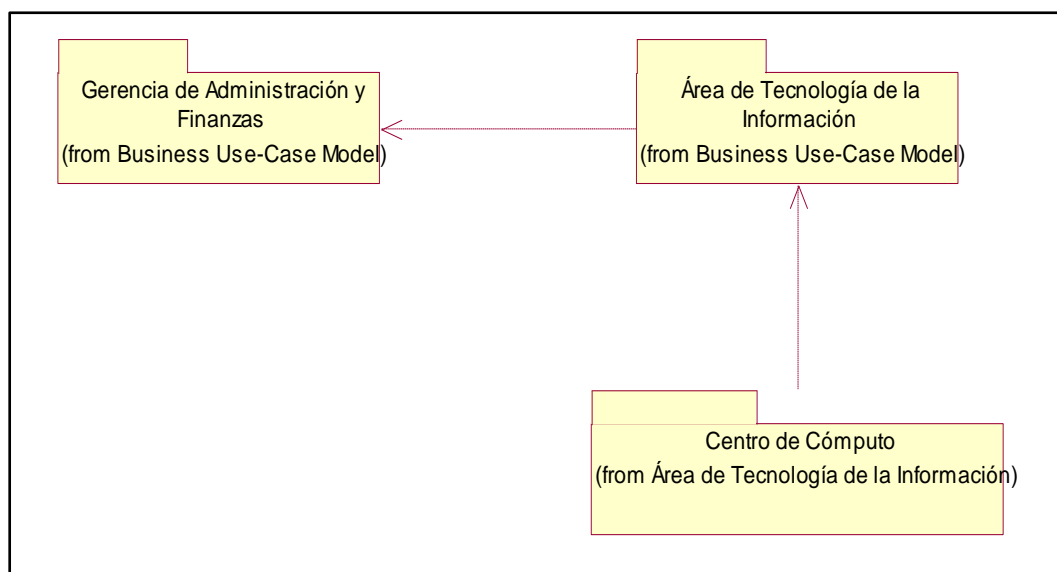 Gerencia de Administración y
Finanzas
(from Business Use-Case Model)
Área de Tecnología de la
Información
(from Business Use-Case Model)
Centro de Cómputo
(from Área de Tecnología de la Información)